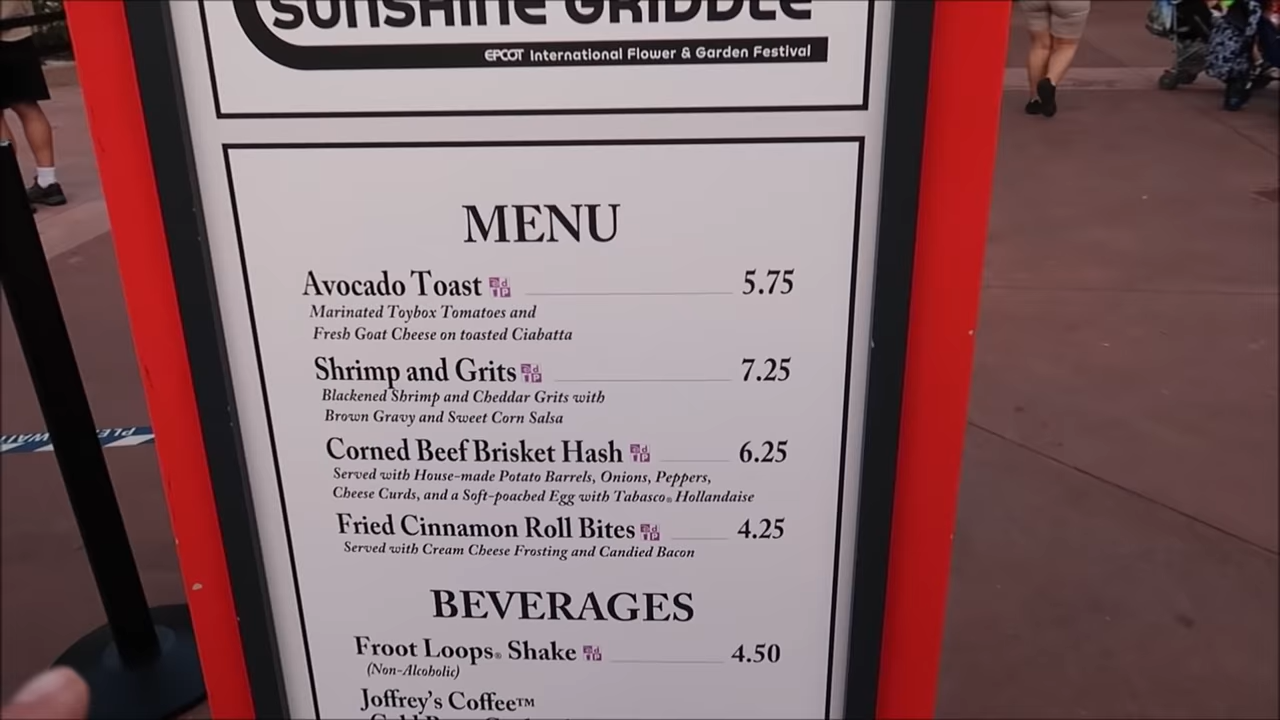 SUNSHINE GRIDDLE
EPCOT International Flower & Garden Festival
MENU
Avocado Toast 5.75
Marinated Toybox Tomatoes and
Fresh Goat Cheese on toasted Ciabatta
Shrimp and Grits 7.25
Blackened Shrimp and Cheddar Grits with
Brown Gravy and Sweet Corn Salsa
Corned Beef Brisket Hash 6.25
Served with House-made Potato Barrels, Onions, Peppers,
Cheese Curds, and a Soft-poached Egg with Tabasco® Hollandaise
Fried Cinnamon Roll Bites 4.25
Served with Cream Cheese Frosting and Candied Bacon
BEVERAGES
Froot Loops® Shake 4.50
(Non-Alcoholic)
Joffrey's Coffee™